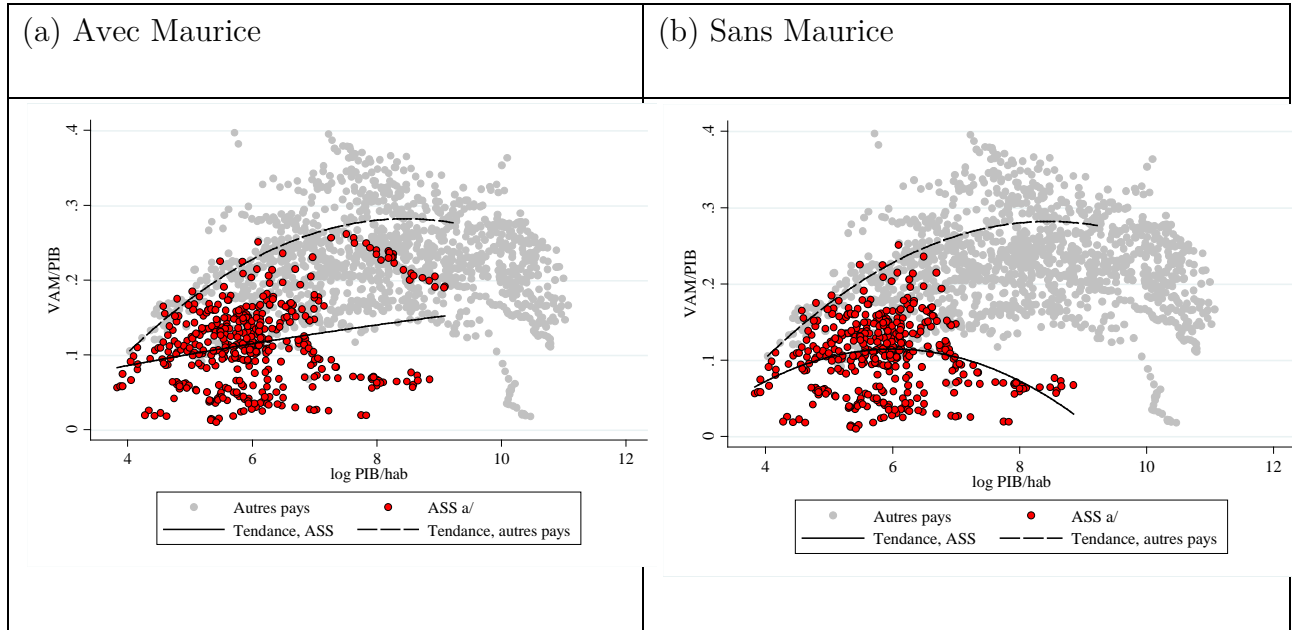 (a) Avec Maurice
(b) Sans Maurice
.4
.3
.2
.1
0
VAM/PIB
4
6
8
10
12
log PIB/hab
Autres pays
ASS a/
Tendance, ASS
Tendance, autres pays
.4
.3
.2
.1
0
VAM/PIB
4
6
8
10
12
log PIB/hab
Autres pays
ASS a/
Tendance, ASS
Tendance, autres pays